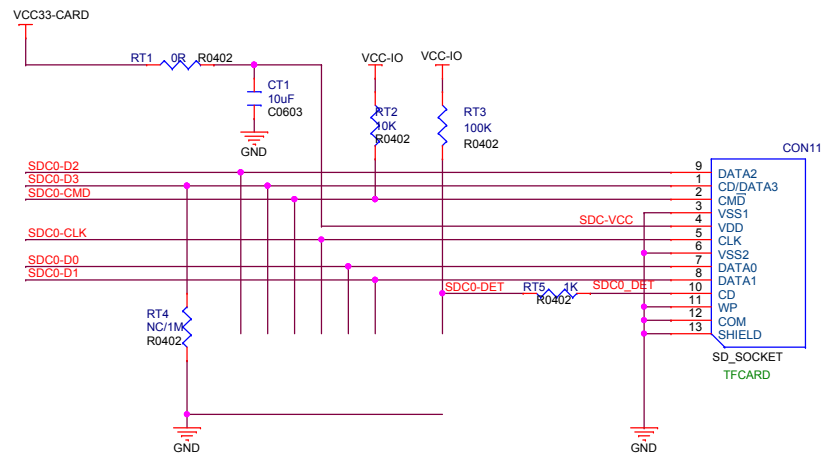 VCC33-CARD
RT1 0R R0402
VCC-IO VCC-IO
CT1
10uF
C0603
GND
RT2
10K
R0402
RT3
100K
R0402
CON11
SDC0-D2
SDC0-D3
SDC0-CMD
SDC-VCC
SDC0-CLK
SDC0-D0
SDC0-D1
SDC0-DET RT5 1K SDC0_DET
R0402
9 DATA2
1 CD/DATA3
2 CMD
3 VSS1
4 VDD
5 CLK
6 VSS2
7 DATA0
8 DATA1
10 CD
11 WP
12 COM
13 SHIELD
RT4
NC/1M
R0402
SD_SOCKET
TFCARD
GND
GND